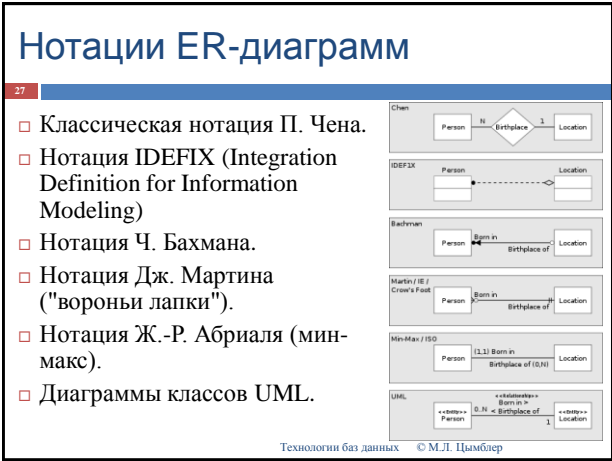 Нотации ER-диаграмм
27
Классическая нотация П. Чена.
Нотация IDEFIX (Integration
Definition for Information
Modeling)
Нотация Ч. Бахмана.
Нотация Дж. Мартина
("вороньи лапки").
Нотация Ж.-Р. Абриаля (мин-
макс).
Диаграммы классов UML.
Chen
Person N Birthplace 1 Location
IDEF1X
Person Location
Bachman
Born in
Person Location
Birthplace of
Martin / IE /
Crow's Foot
Born in
Person Location
Birthplace of
Min-Max / ISO
(1,1) Born in
Person Location
Birthplace of (0,N)
UML
<<Relationship>>
Born in >
<<Entity>> 0..N < Birthplace of <<Entity>>
Person 1 Location
Технологии баз данных © М.Л. Цымблер